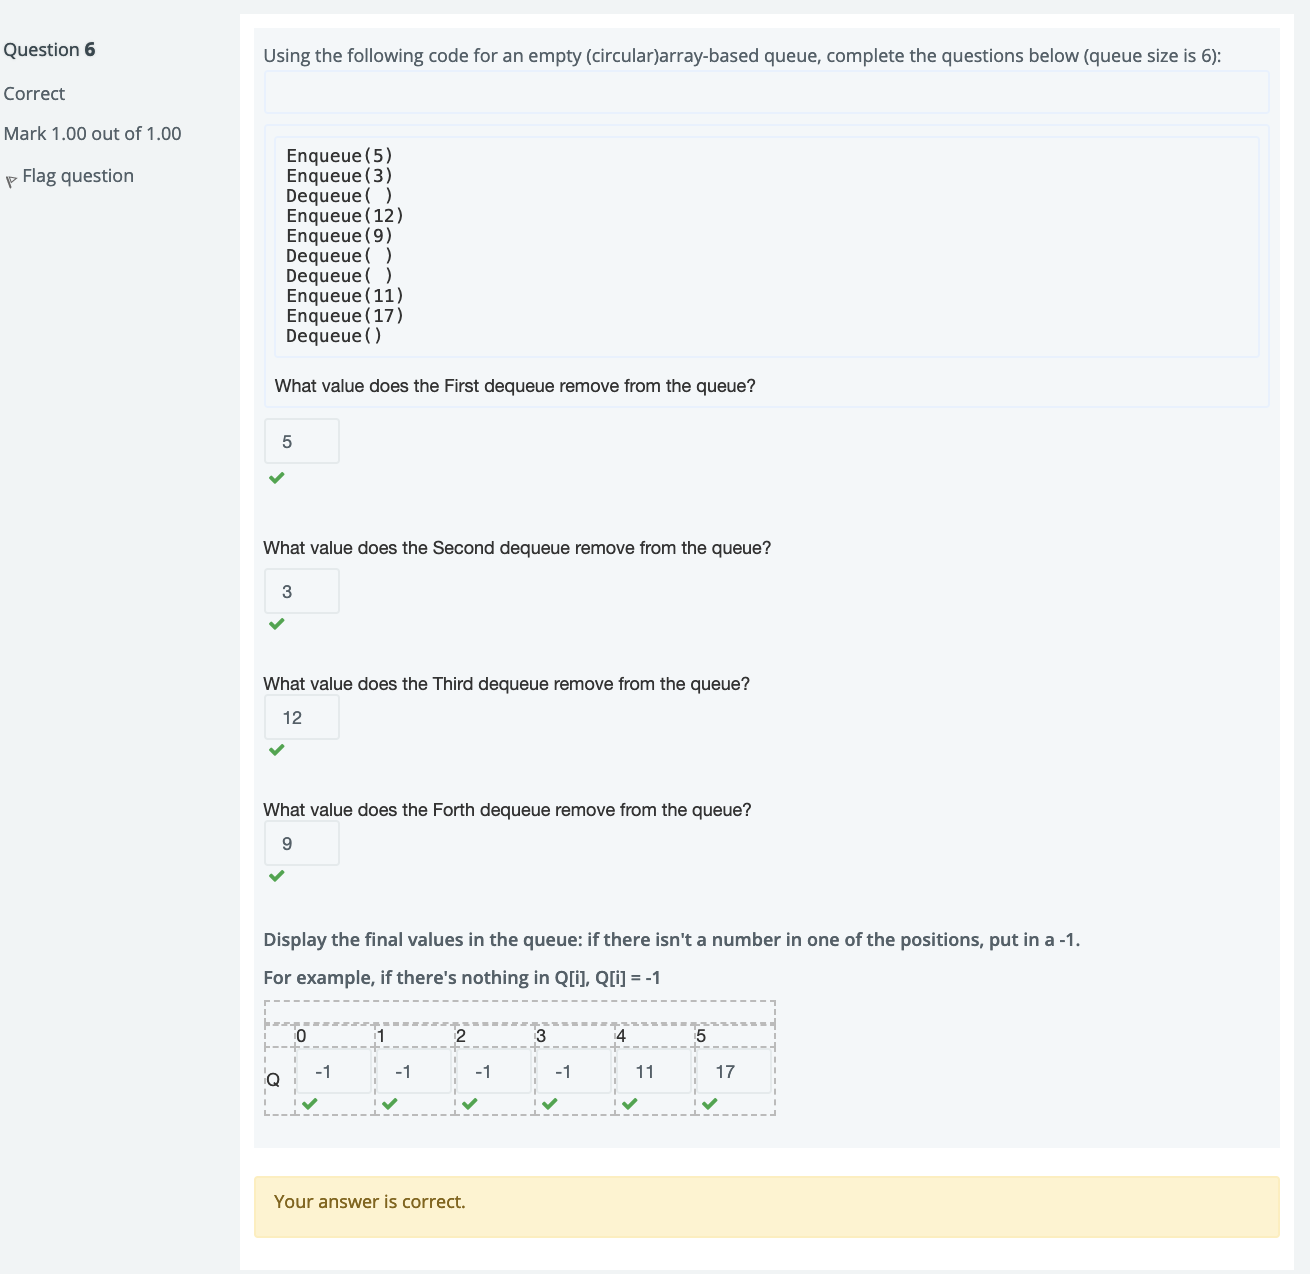 Question 6
Correct
Mark 1.00 out of 1.00
Flag question
Using the following code for an empty (circular)array-based queue, complete the questions below (queue size is 6):
Enqueue(5)
Enqueue(3)
Dequeue( )
Enqueue(12)
Enqueue(9)
Dequeue( )
Dequeue( )
Enqueue(11)
Enqueue(17)
Dequeue()
What value does the First dequeue remove from the queue?
5
What value does the Second dequeue remove from the queue?
3
What value does the Third dequeue remove from the queue?
12
What value does the Forth dequeue remove from the queue?
9
Display the final values in the queue: if there isn't a number in one of the positions, put in a -1.
For example, if there's nothing in Q[i], Q[i] = -1
0 1 2 3 4 5
Q -1 -1 -1 -1 11 17
Your answer is correct.